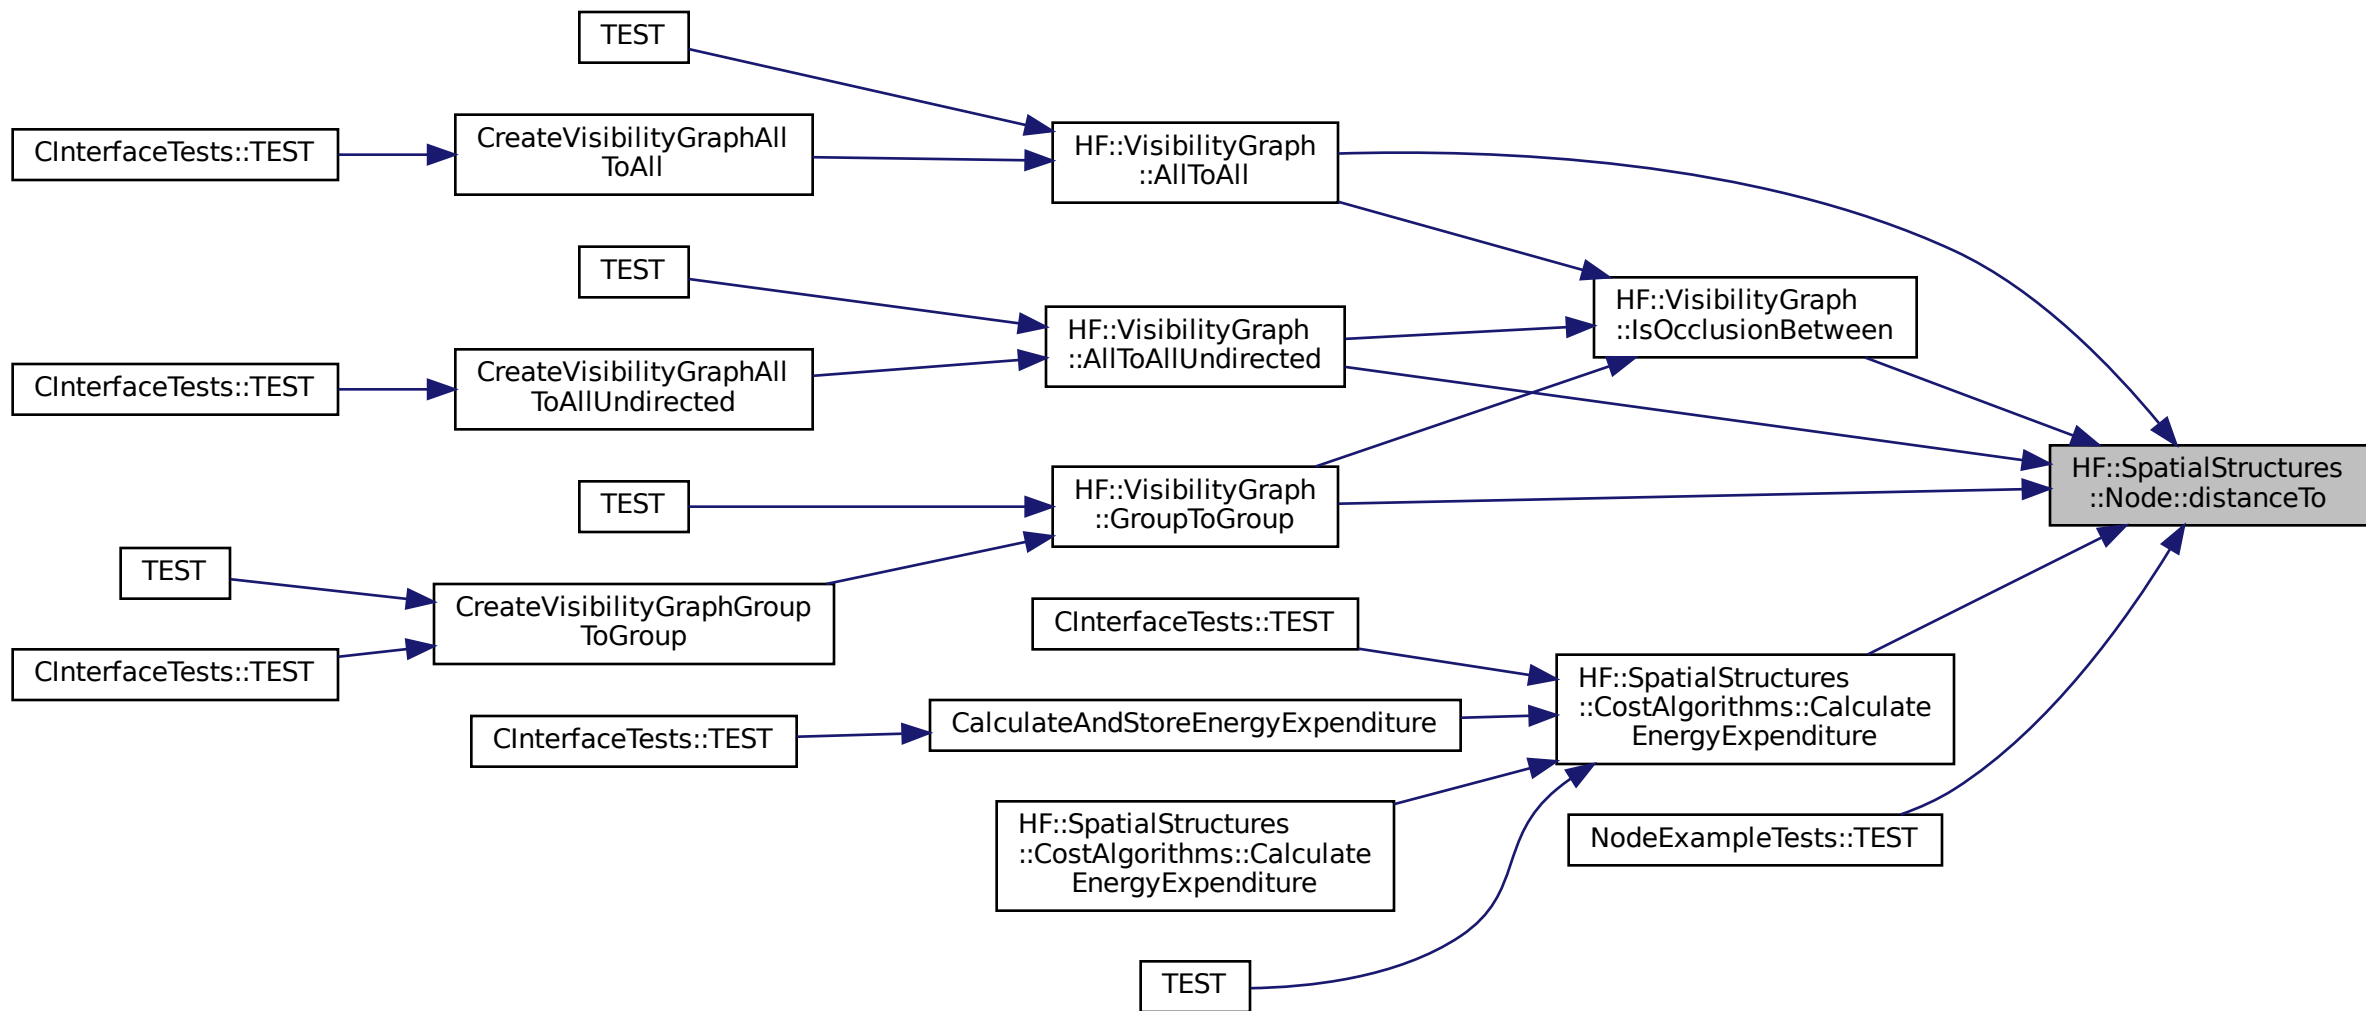 TEST
CInterfaceTests::TEST
CreateVisibilityGraphAll
ToAll
HF::VisibilityGraph
::AllToAll
TEST
HF::VisibilityGraph
::IsOcclusionBetween
HF::VisibilityGraph
::AllToAllUndirected
CInterfaceTests::TEST
CreateVisibilityGraphAll
ToAllUndirected
HF::SpatialStructures
::Node::distanceTo
TEST
HF::VisibilityGraph
::GroupToGroup
TEST
CreateVisibilityGraphGroup
ToGroup
CInterfaceTests::TEST
CInterfaceTests::TEST
HF::SpatialStructures
::CostAlgorithms::Calculate
EnergyExpenditure
CalculateAndStoreEnergyExpenditure
CInterfaceTests::TEST
HF::SpatialStructures
::CostAlgorithms::Calculate
EnergyExpenditure
NodeExampleTests::TEST
TEST